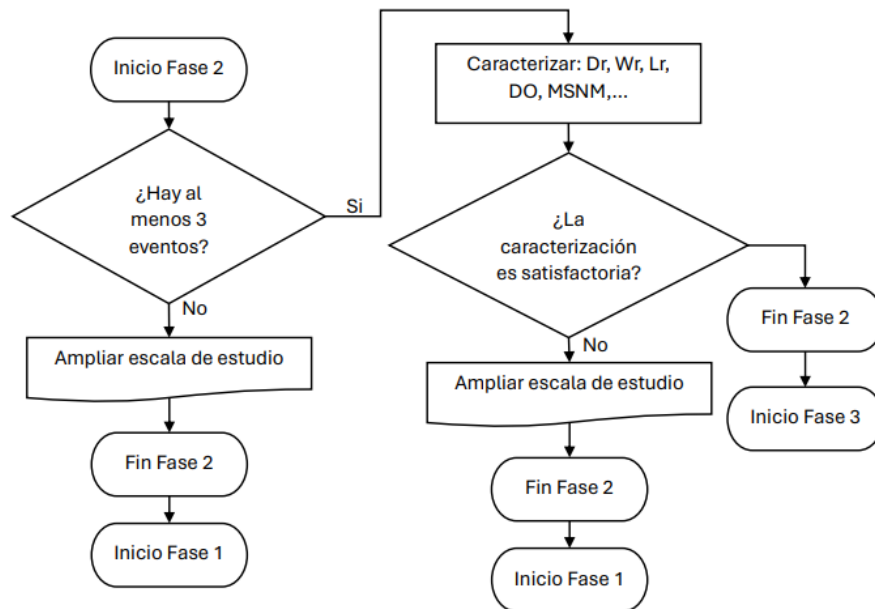 Inicio Fase 2
¿Hay al
menos 3
eventos?
Si
No
Ampliar escala de estudio
Fin Fase 2
Inicio Fase 1
Caracterizar: Dr, Wr, Lr,
DO, MSNM,...
¿La
caracterización
es satisfactoria?
No
Ampliar escala de estudio
Fin Fase 2
Inicio Fase 1
Fin Fase 2
Inicio Fase 3